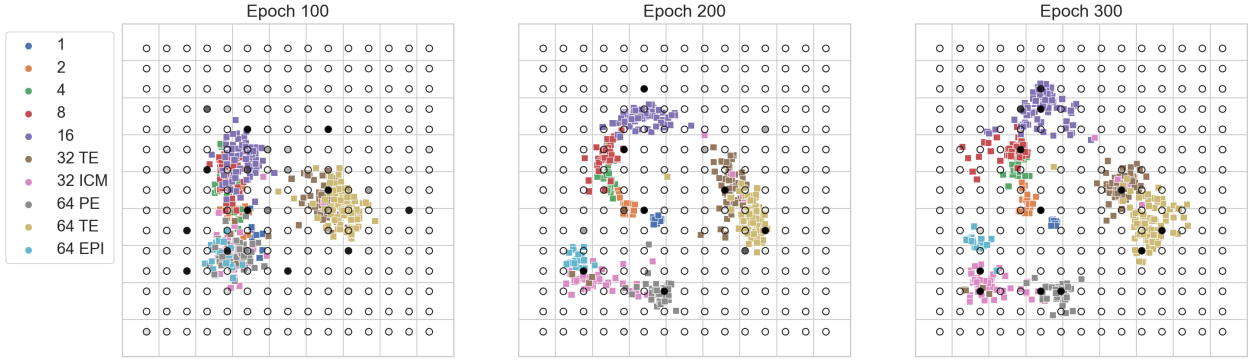 Epoch 100
Epoch 200
Epoch 300
1
2
4
8
16
32 TE
32 ICM
64 PE
64 TE
64 EPI